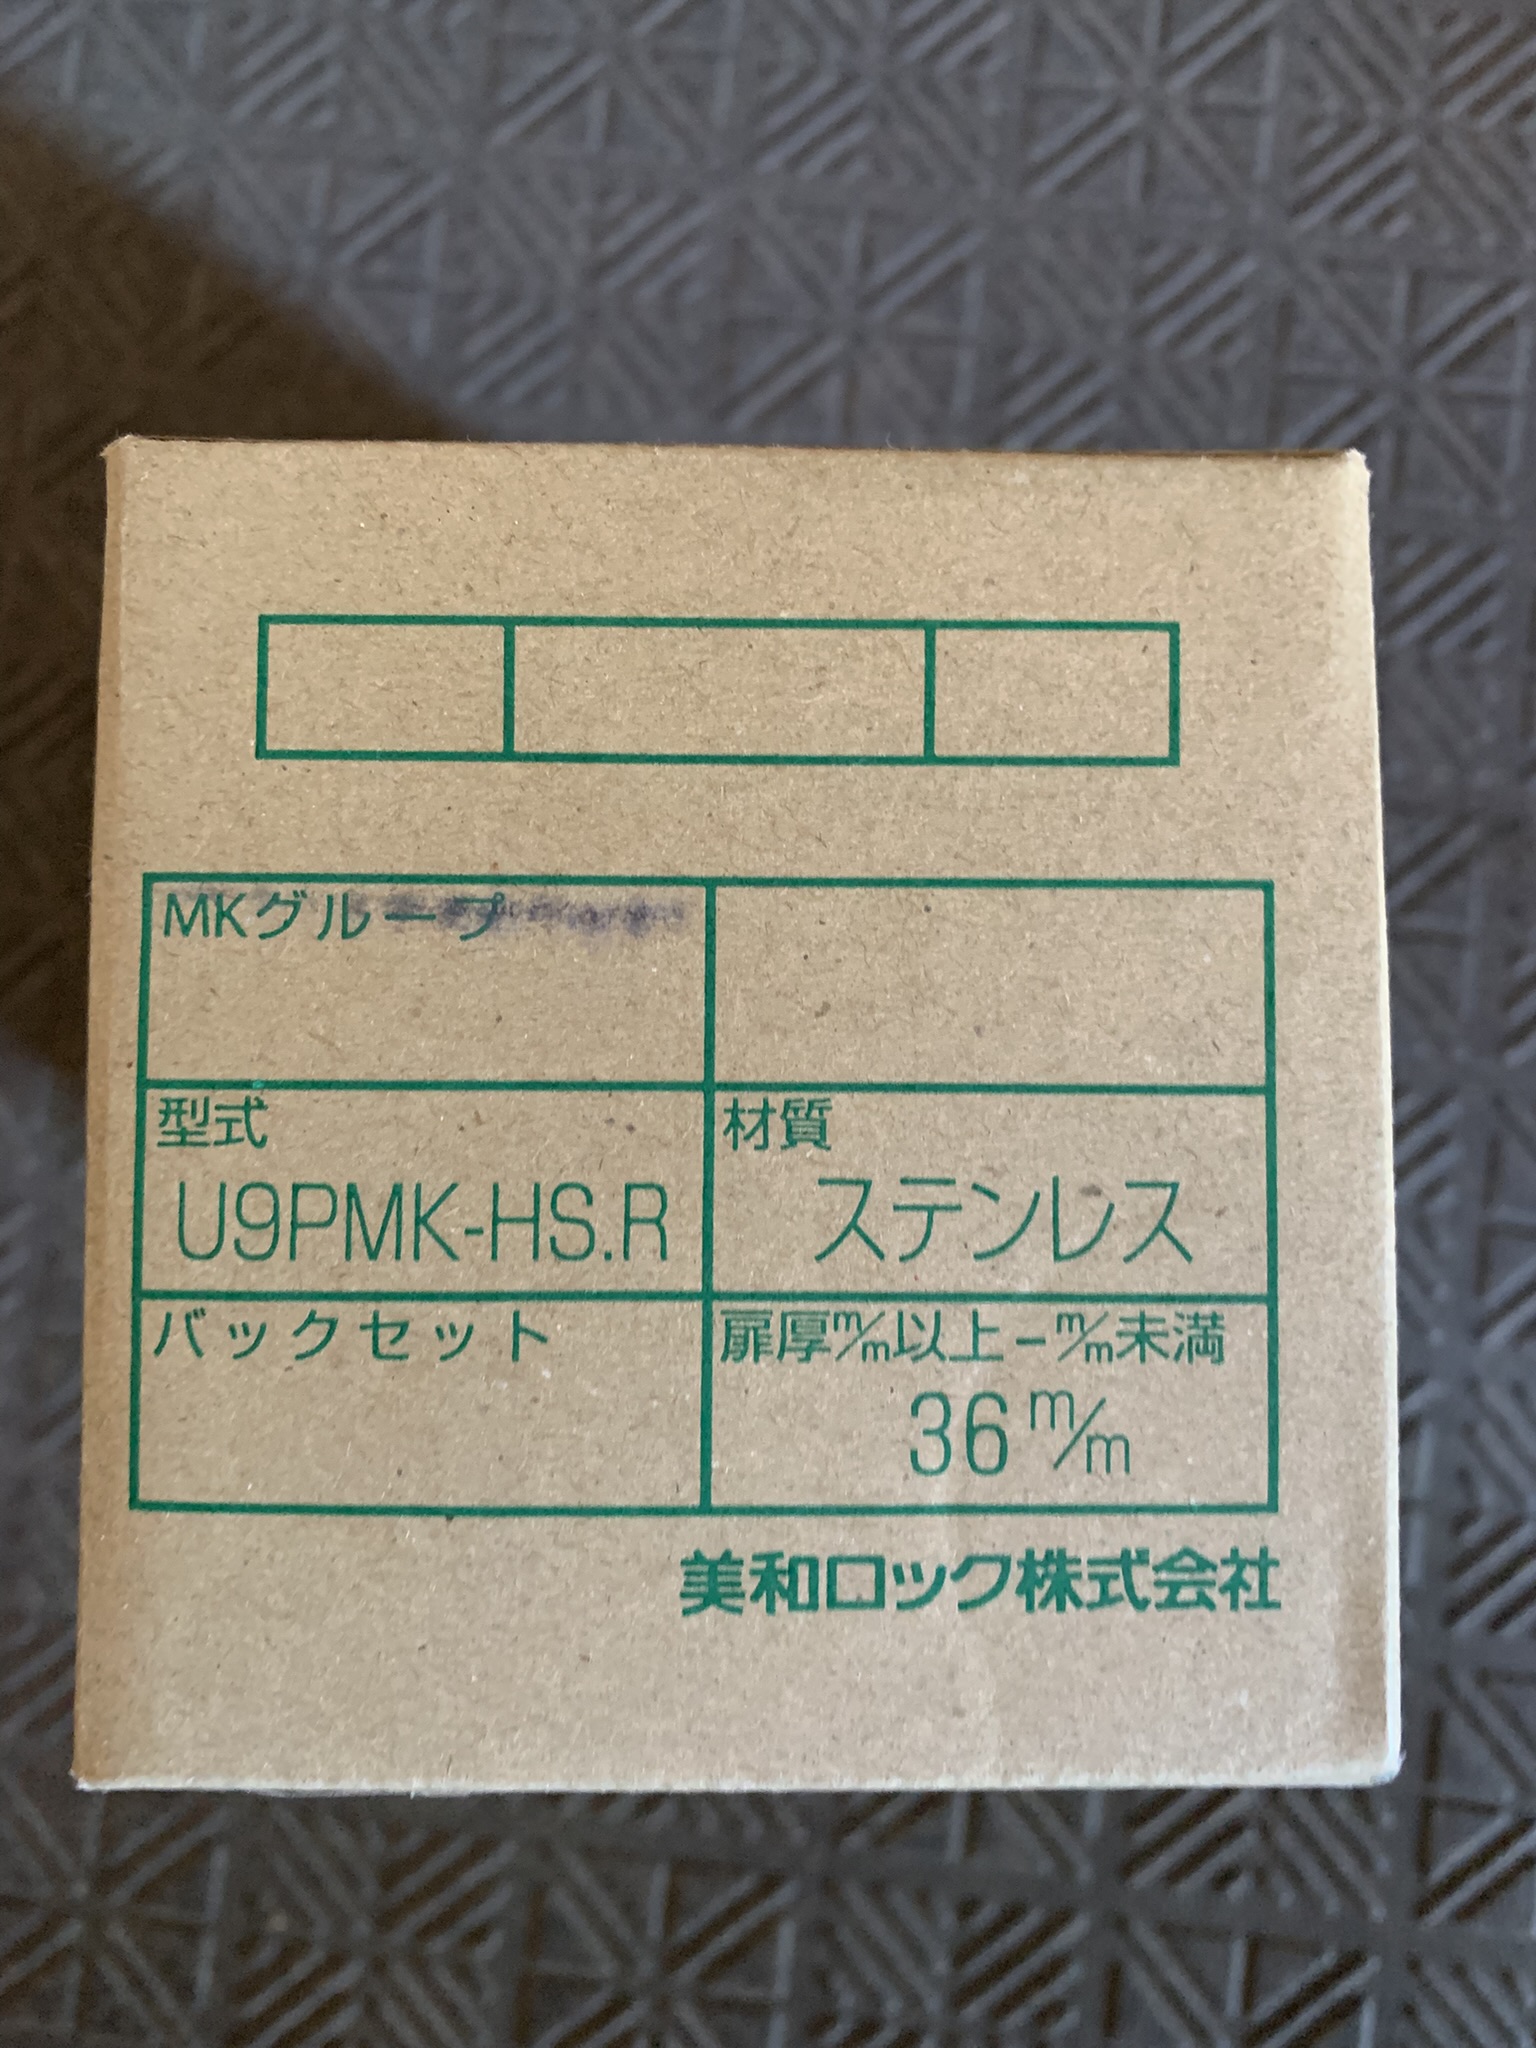 MKグループ
型式
U9PMK-HS.R
材質
ステンレス
バックセット
扉厚m/m以上-m/m未満
36m/m
美和ロック株式会社